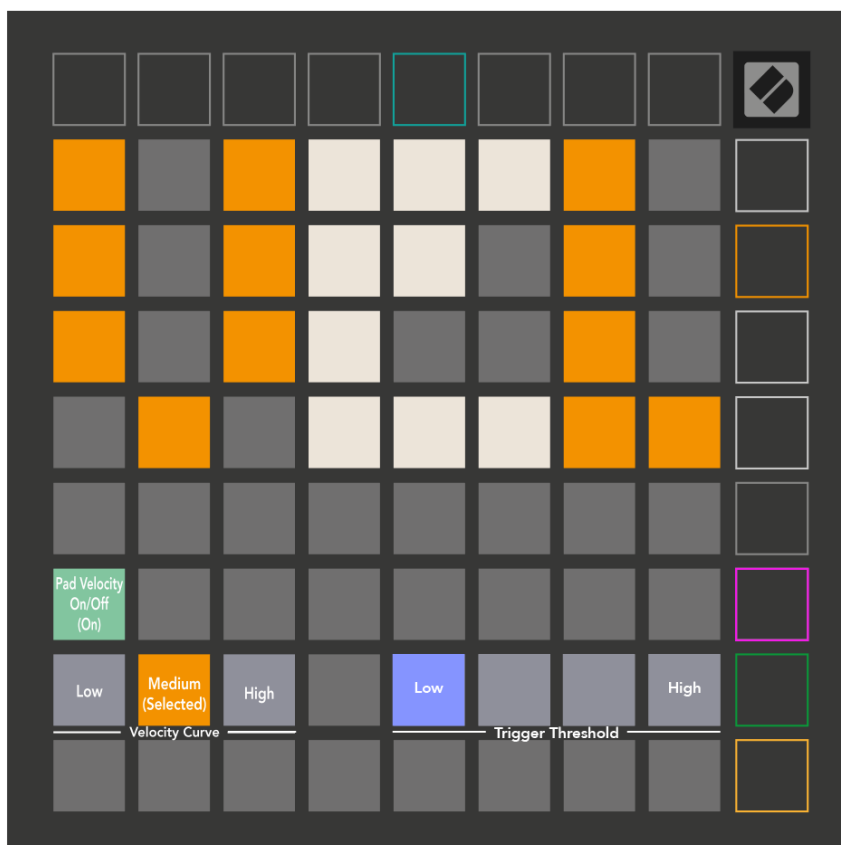 Pad Velocity
On/Off
(On)
Low
Medium
(Selected)
High
Low
High
Velocity Curve
Trigger Threshold